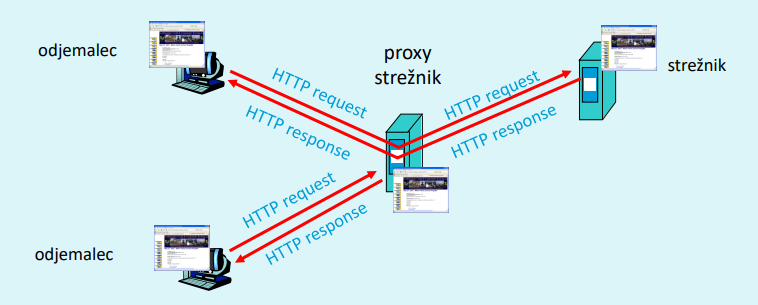 odjemalec
proxy
strežnik
strežnik
HTTP request
HTTP response
HTTP request
HTTP response
HTTP request
HTTP response
odjemalec